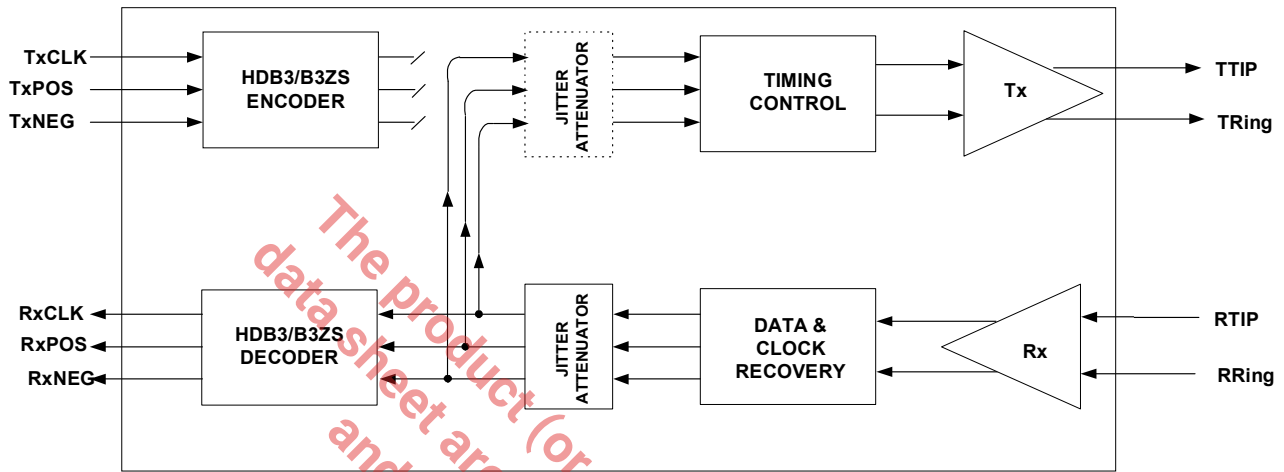 TxCLK
TxPOS
TxNEG
HDB3/B3ZS
ENCODER
JITTER
ATTENUATOR
TIMING
CONTROL
Tx
TTIP
TRing
RxCLK
RxPOS
RxNEG
HDB3/B3ZS
DECODER
JITTER
ATTENUATOR
DATA &
CLOCK
RECOVERY
Rx
RTIP
RRing
The product (or
data sheet are
and